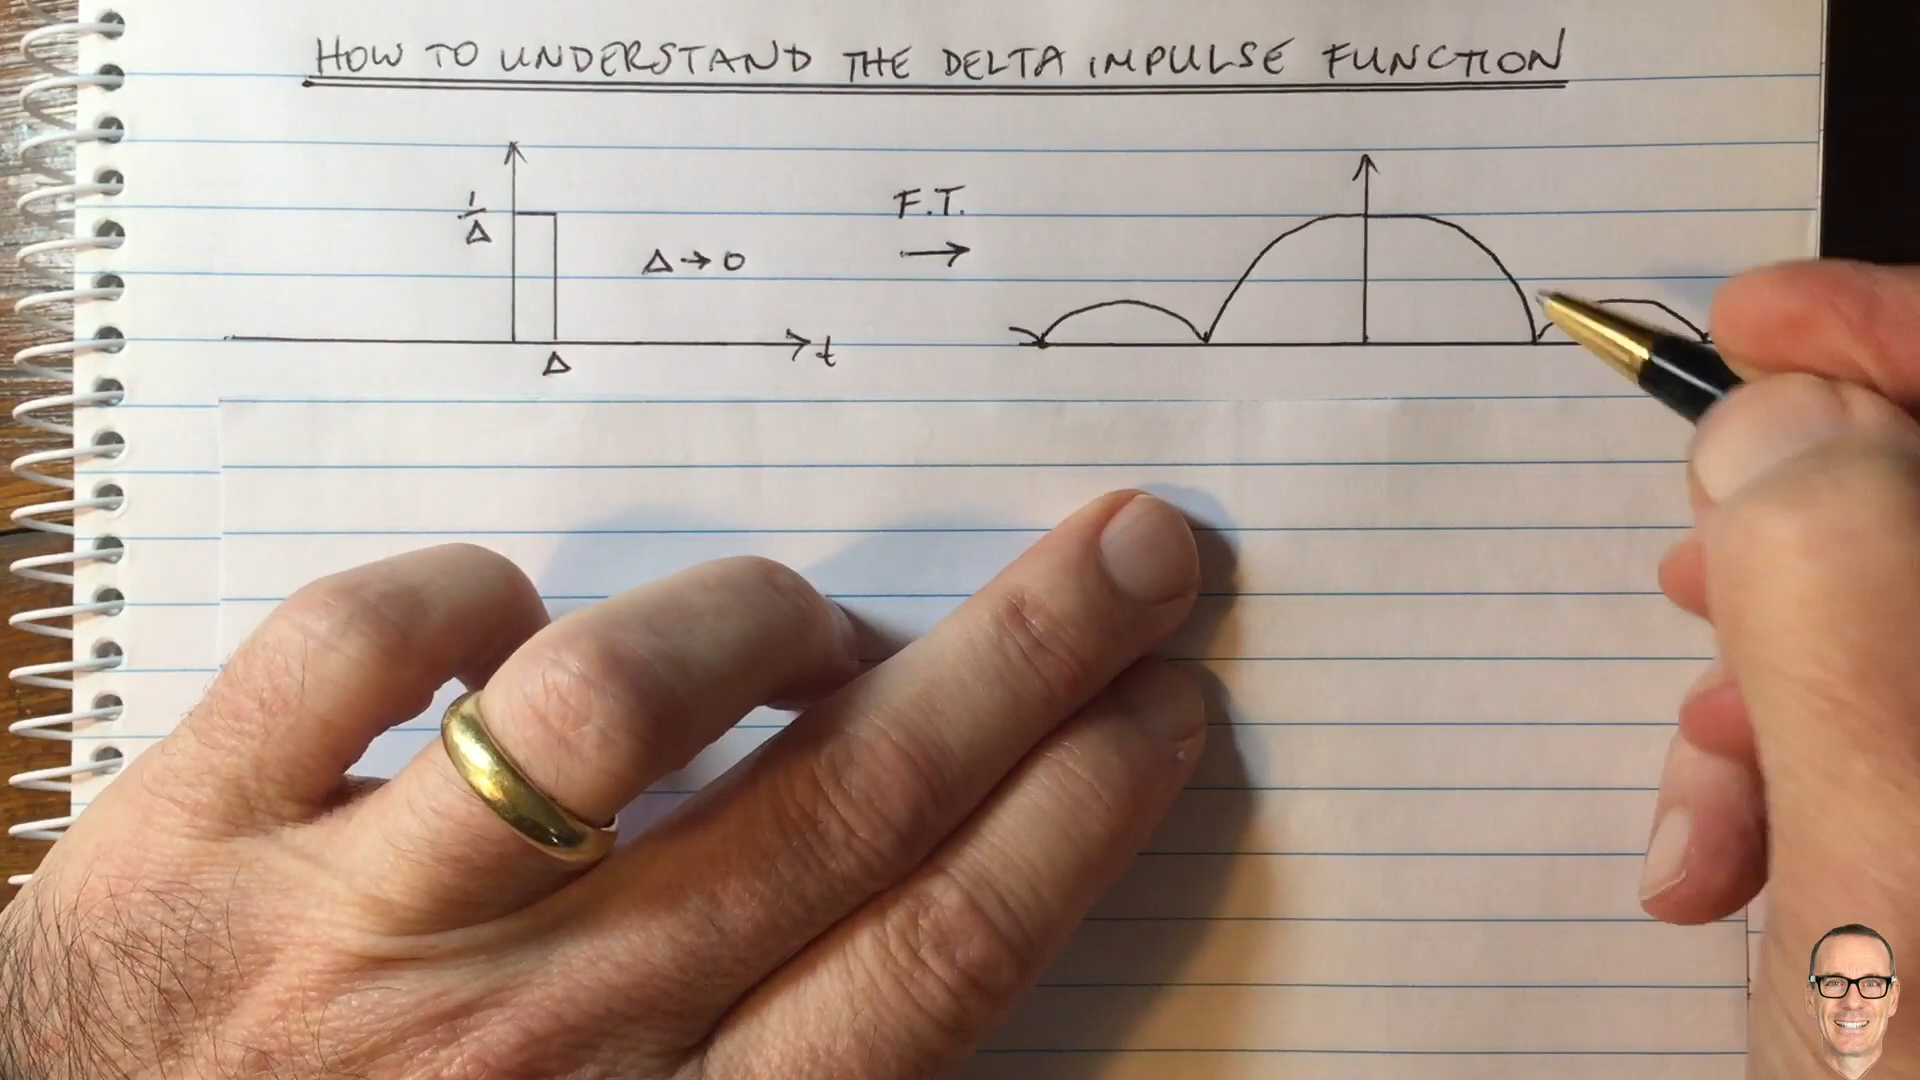 HOW TO UNDERSTAND THE DELTA IMPULSE FUNCTION
1/Δ
Δ → 0
F.T.
→
t
Δ